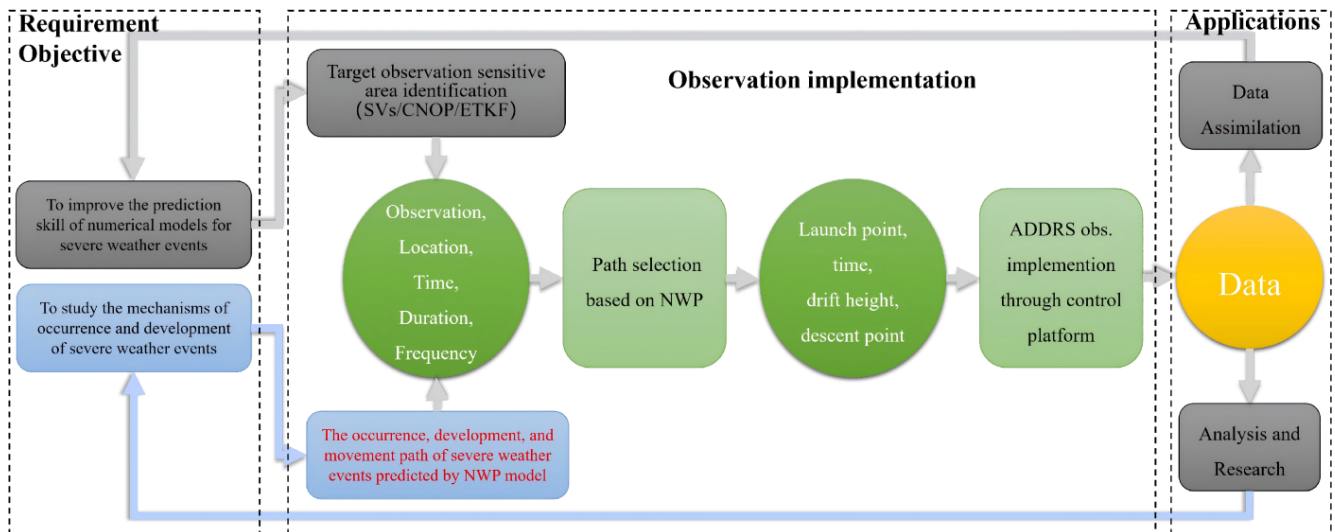 Requirement
Objective
Observation implementation
Applications
Target observation sensitive
area identification
(SVs/CNOP/ETKF)
Data
Assimilation
To improve the prediction
skill of numerical models for
severe weather events
To study the mechanisms of
occurrence and development
of severe weather events
Observation,
Location,
Time,
Duration,
Frequency
Path selection
based on NWP
Launch point,
time,
drift height,
descent point
ADDRS obs.
implemention
through control
platform
Data
The occurrence, development, and
movement path of severe weather
events predicted by NWP model
Analysis and
Research